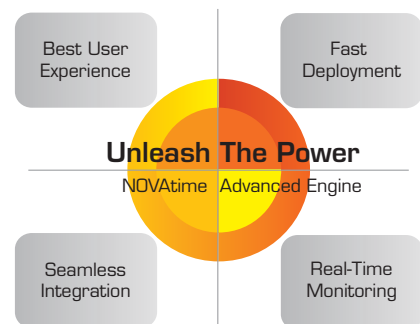 Best User
Experience
Fast
Deployment
Unleash The Power
NOVAtime Advanced Engine
Seamless
Integration
Real-Time
Monitoring